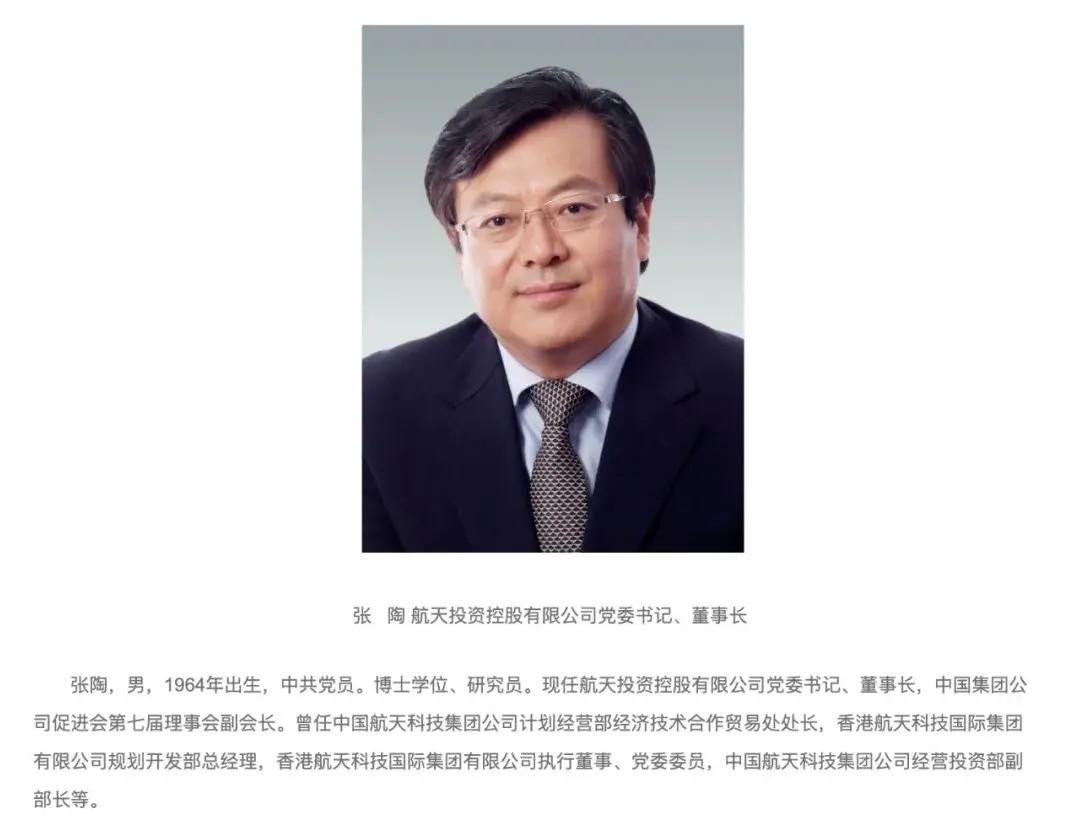 张 陶 航天投资控股有限公司党委书记、董事长
张陶，男，1964年出生，中共党员。博士学位、研究员。现任航天投资控股有限公司党委书记、董事长，中国集团公
司促进会第七届理事会副会长。曾任中国航天科技集团公司计划经营部经济技术合作贸易处处长，香港航天科技国际集团
有限公司规划开发部总经理，香港航天科技国际集团有限公司执行董事、党委委员，中国航天科技集团公司经营投资部副
部长等。